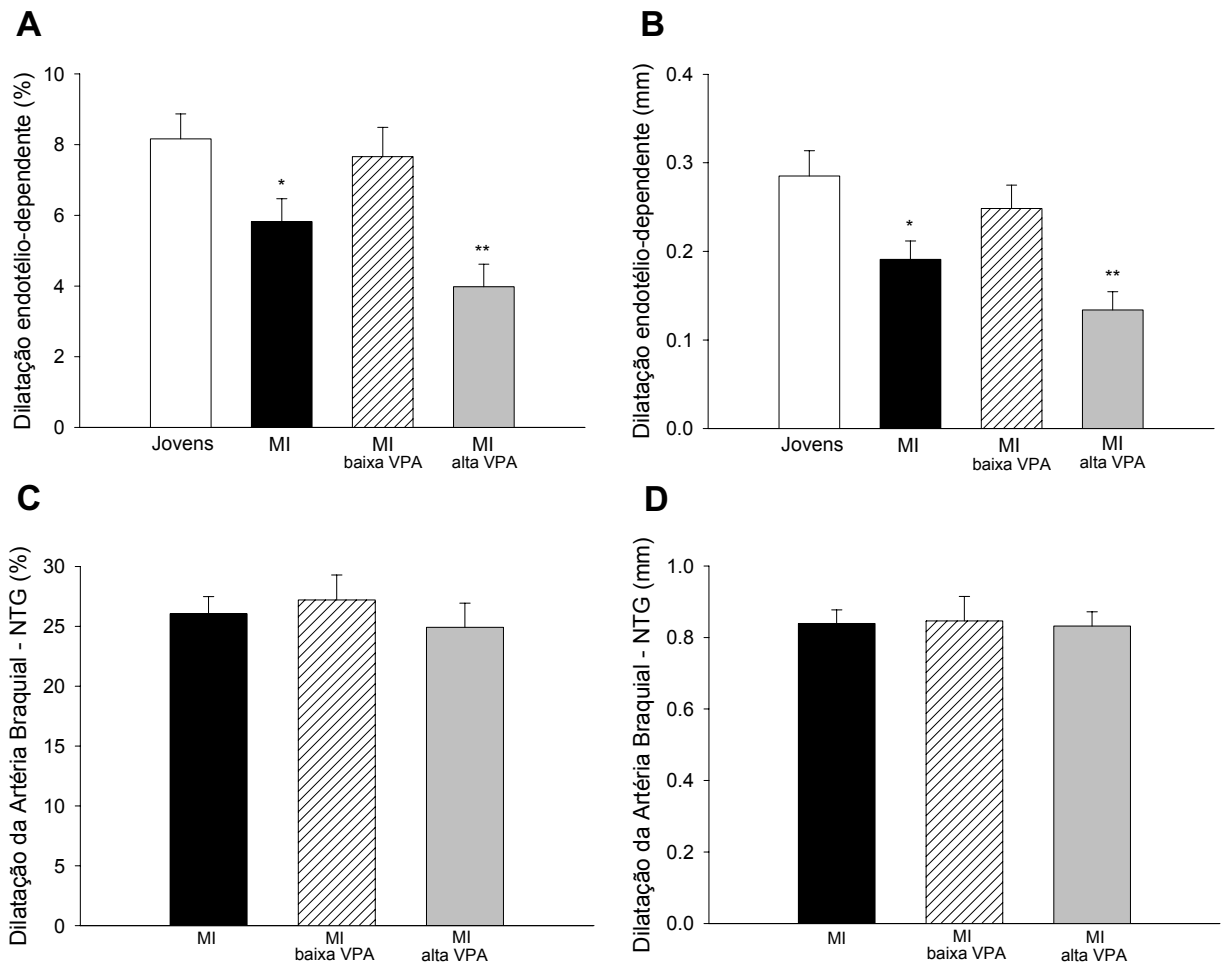 A
Dilatação endotélio-dependente (%)
10
8
6
4
2
0
*
**
Jovens
MI
MI
baixa VPA
MI
alta VPA
B
Dilatação endotélio-dependente (mm)
0.4
0.3
0.2
0.1
0.0
*
**
Jovens
MI
MI
baixa VPA
MI
alta VPA
C
Dilatação da Artéria Braquial - NTG (%)
30
25
20
15
10
5
0
MI
MI
baixa VPA
MI
alta VPA
D
Dilatação da Artéria Braquial - NTG (mm)
1.0
0.8
0.6
0.4
0.2
0.0
MI
MI
baixa VPA
MI
alta VPA